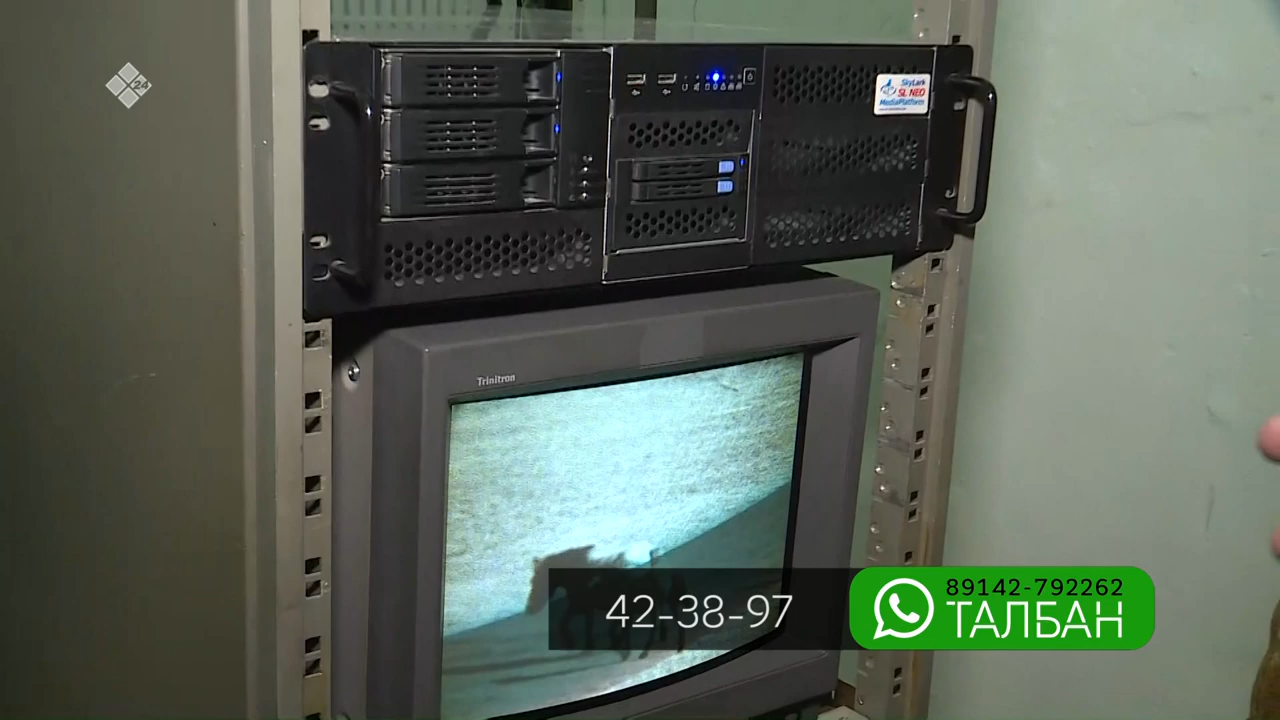 24
SkyLark
SL NEO
MediaPlatform
Trinitron
42-38-97
89142-792262
ТАЛБАН